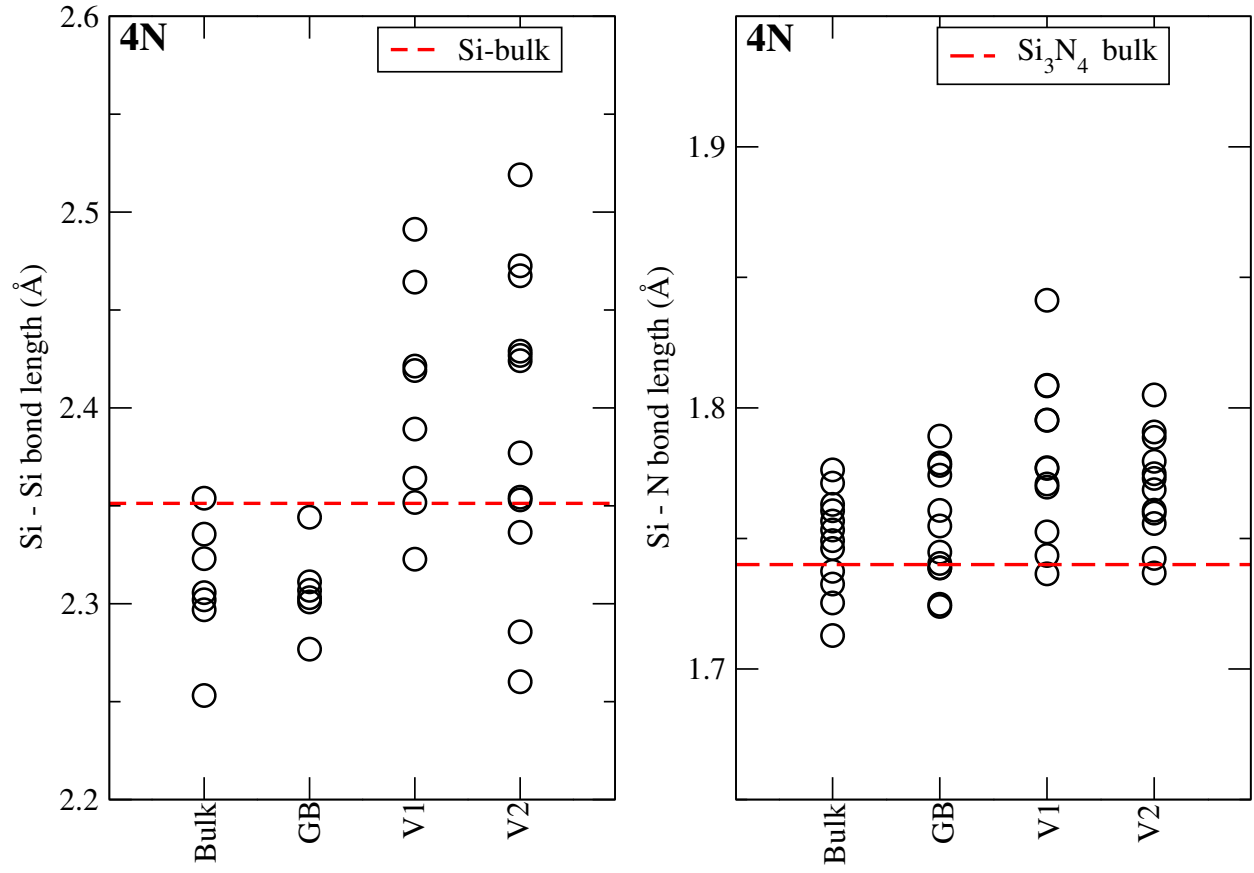 4N
Si-bulk
Si - Si bond length (Å)
2.6
2.5
2.4
2.3
2.2
Bulk
GB
V1
V2
4N
Si₃N₄ bulk
Si - N bond length (Å)
1.9
1.8
1.7
Bulk
GB
V1
V2